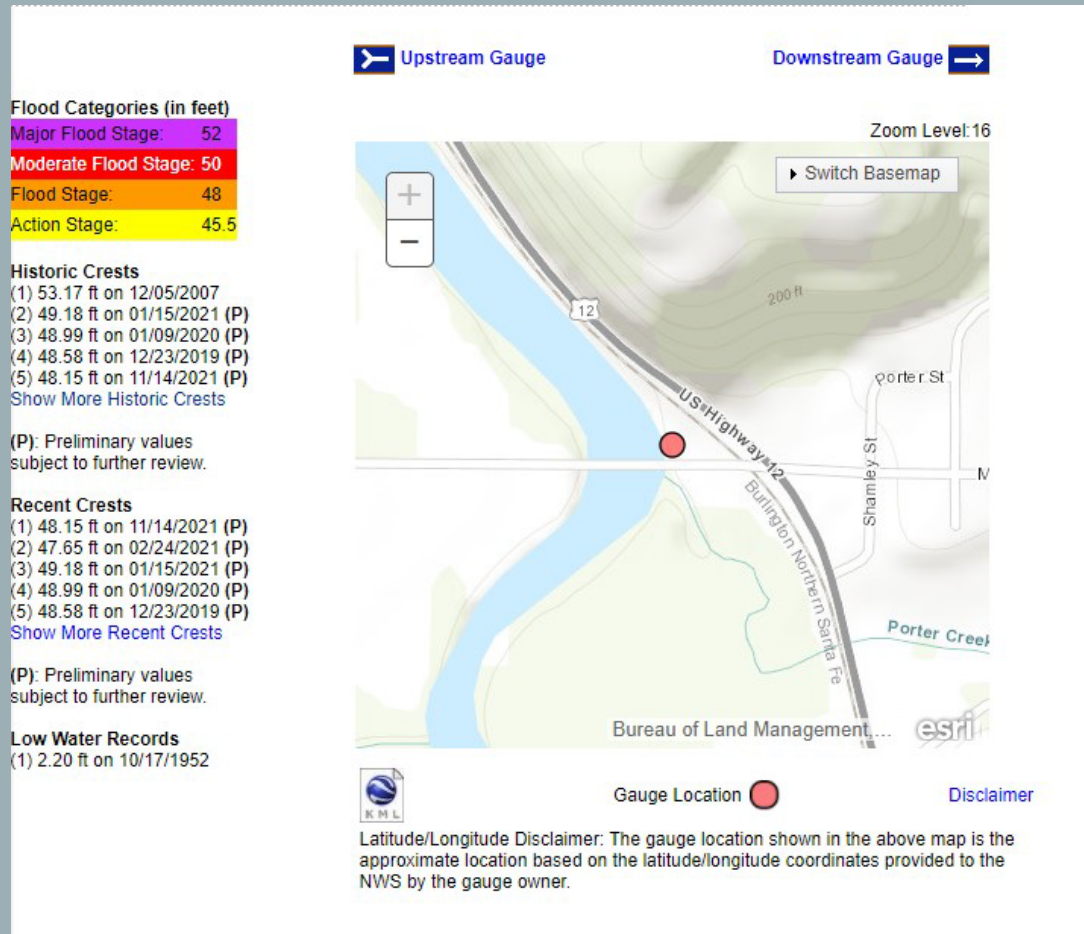 Upstream Gauge
Downstream Gauge
Flood Categories (in feet)
Major Flood Stage: 52
Moderate Flood Stage: 50
Flood Stage: 48
Action Stage: 45.5
Historic Crests
(1) 53.17 ft on 12/05/2007
(2) 49.18 ft on 01/15/2021 (P)
(3) 48.99 ft on 01/09/2020 (P)
(4) 48.58 ft on 12/23/2019 (P)
(5) 48.15 ft on 11/14/2021 (P)
Show More Historic Crests
(P): Preliminary values
subject to further review.
Recent Crests
(1) 48.15 ft on 11/14/2021 (P)
(2) 47.65 ft on 02/24/2021 (P)
(3) 49.18 ft on 01/15/2021 (P)
(4) 48.99 ft on 01/09/2020 (P)
(5) 48.58 ft on 12/23/2019 (P)
Show More Recent Crests
(P): Preliminary values
subject to further review.
Low Water Records
(1) 2.20 ft on 10/17/1952
Zoom Level:16
+
−
Switch Basemap
200 ft
12
Porter St
US Highway 12
Shamley St
M
Burlington Northern Santa Fe
Porter Creek
Bureau of Land Management,...
esri
KML
Gauge Location
Disclaimer
Latitude/Longitude Disclaimer: The gauge location shown in the above map is the
approximate location based on the latitude/longitude coordinates provided to the
NWS by the gauge owner.